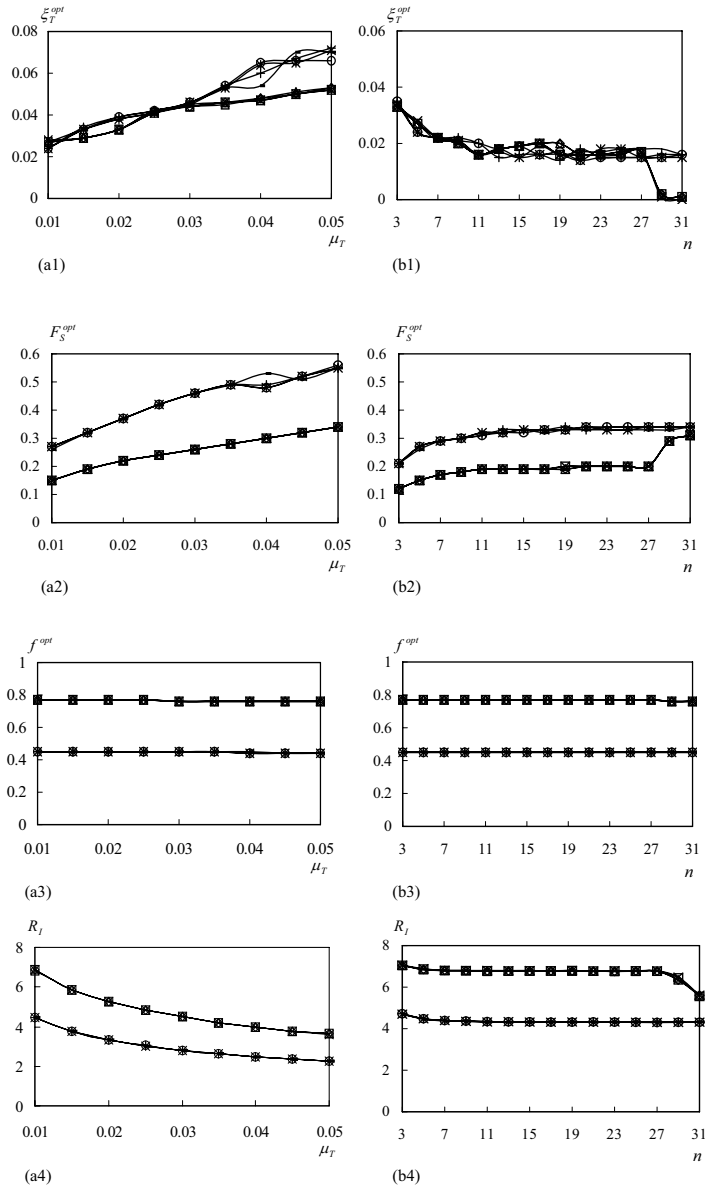 ξ_T^opt
0.08
0.06
0.04
0.02
0
0.01 0.02 0.03 0.04 0.05
μ_T
(a1)
ξ_T^opt
0.06
0.04
0.02
0
3 7 11 15 19 23 27 31
n
(b1)
F_S^opt
0.6
0.5
0.4
0.3
0.2
0.1
0
0.01 0.02 0.03 0.04 0.05
μ_T
(a2)
F_S^opt
0.6
0.5
0.4
0.3
0.2
0.1
0
3 7 11 15 19 23 27 31
n
(b2)
f^opt
1
0.8
0.6
0.4
0.2
0
0.01 0.02 0.03 0.04 0.05
μ_T
(a3)
f^opt
1
0.8
0.6
0.4
0.2
0
3 7 11 15 19 23 27 31
n
(b3)
R_I
8
6
4
2
0
0.01 0.02 0.03 0.04 0.05
μ_T
(a4)
R_I
8
6
4
2
0
3 7 11 15 19 23 27 31
n
(b4)